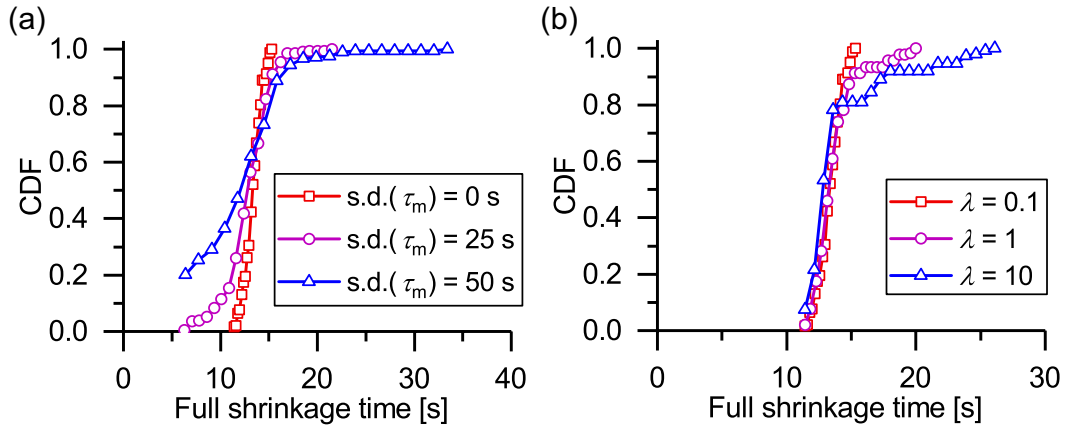 (a)
1.0
0.8
0.6
0.4
0.2
0.0
CDF
0 10 20 30 40
Full shrinkage time [s]
s.d.(τm) = 0 s
s.d.(τm) = 25 s
s.d.(τm) = 50 s
(b)
1.0
0.8
0.6
0.4
0.2
0.0
CDF
0 10 20 30
Full shrinkage time [s]
λ = 0.1
λ = 1
λ = 10